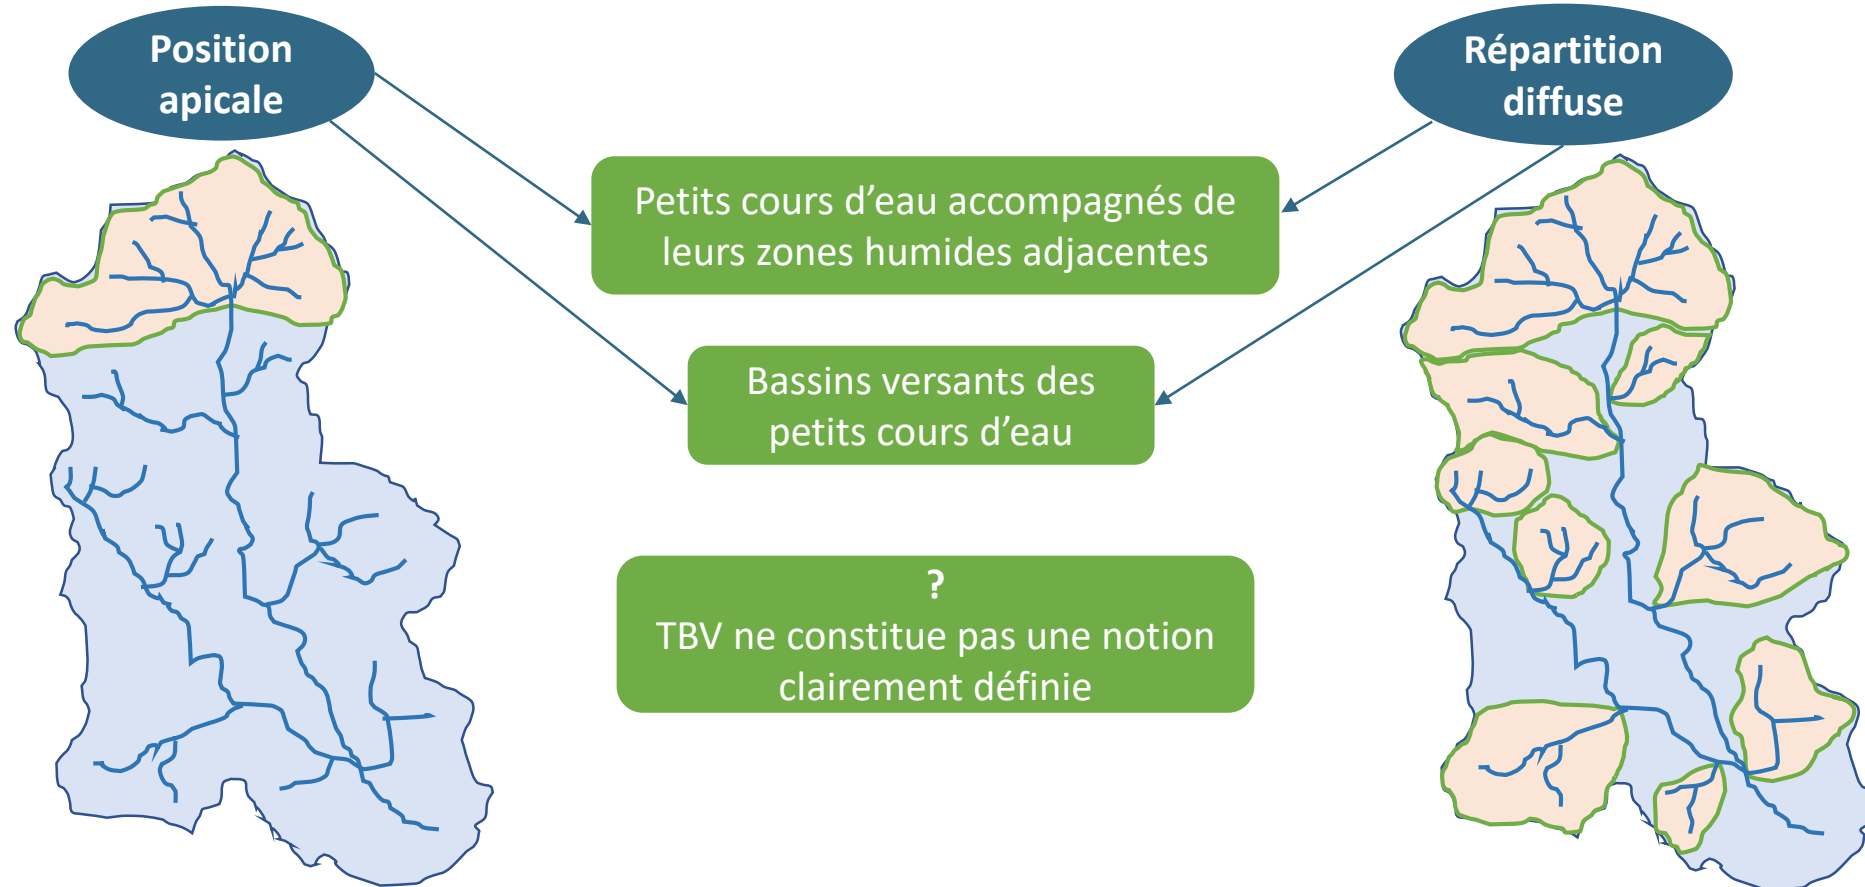 Position
apicale
Répartition
diffuse
Petits cours d’eau accompagnés de
leurs zones humides adjacentes
Bassins versants des
petits cours d’eau
?
TBV ne constitue pas une notion
clairement définie